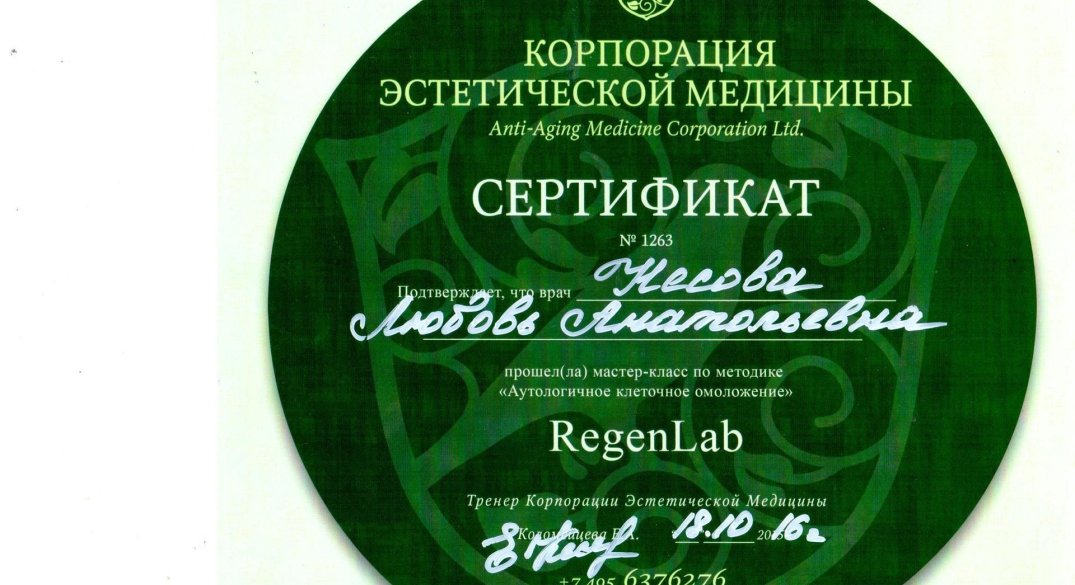 КОРПОРАЦИЯ
ЭСТЕТИЧЕСКОЙ МЕДИЦИНЫ
Anti-Aging Medicine Corporation Ltd.
СЕРТИФИКАТ
№ 1263
Подтверждает, что врач Несова
Любовь Анатольевна
прошел(ла) мастер-класс по методике
«Аутологичное клеточное омоложение»
RegenLab
Тренер Корпорации Эстетической Медицины
18.10 16г
+7 495 6376276